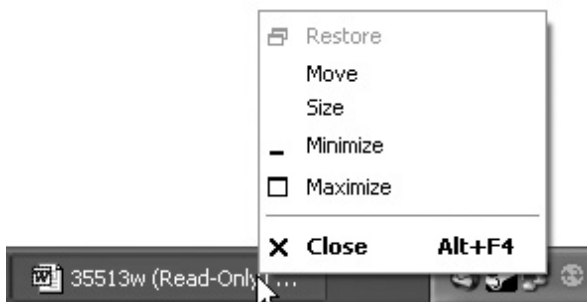 Restore
Move
Size
Minimize
Maximize
Close Alt+F4
35513w (Read-Only) ...